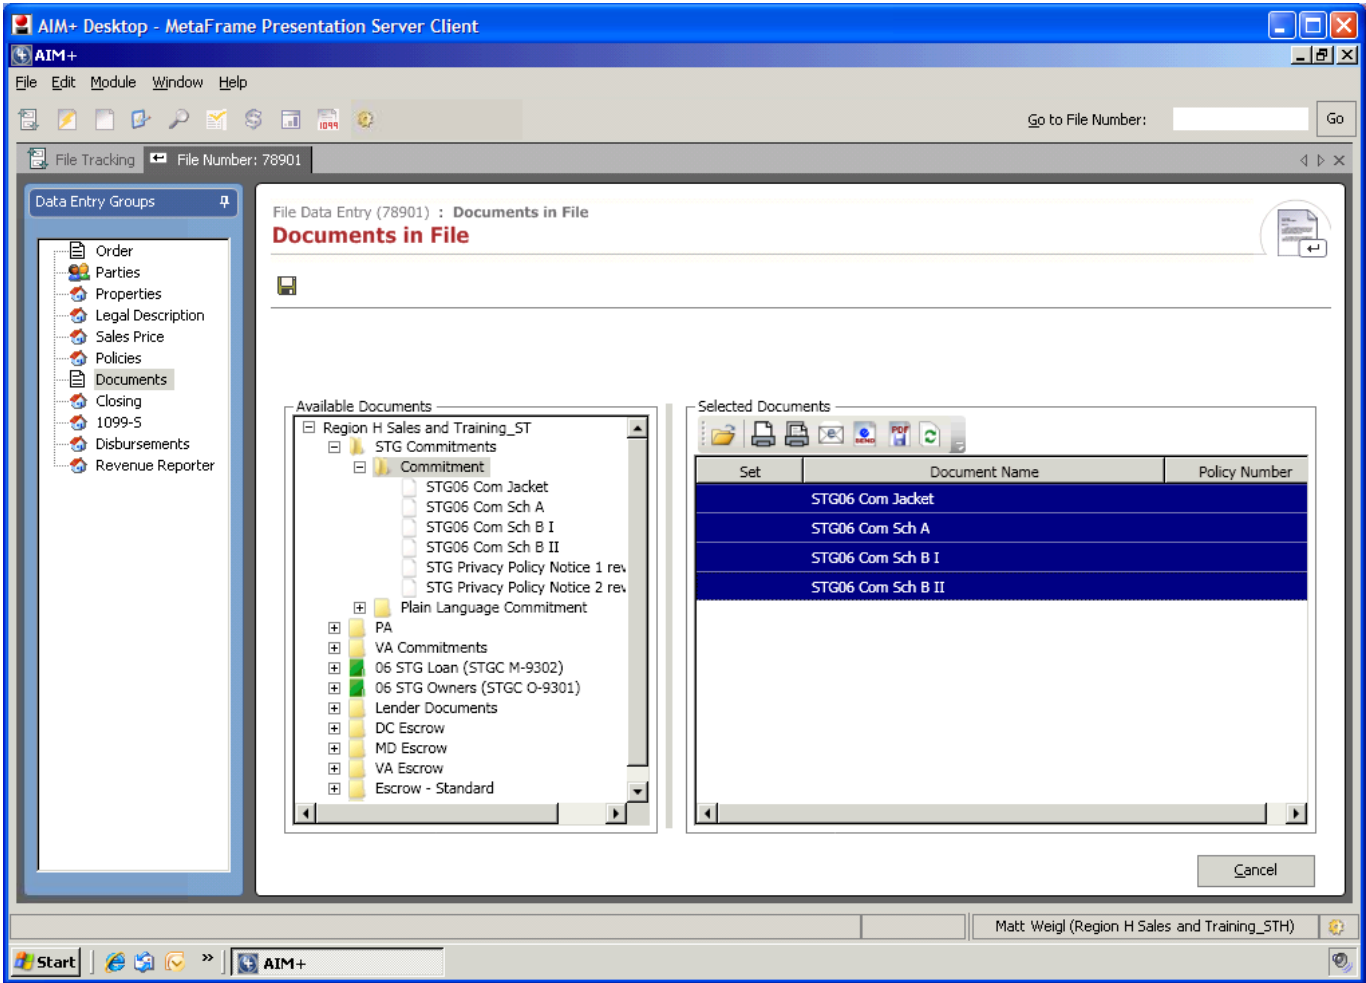 AIM+ Desktop - MetaFrame Presentation Server Client
AIM+
File Edit Module Window Help
1099
Go to File Number:
Go
File Tracking
File Number: 78901
Data Entry Groups
Order
Parties
Properties
Legal Description
Sales Price
Policies
Documents
Closing
1099-S
Disbursements
Revenue Reporter
File Data Entry (78901) : Documents in File
Documents in File
Available Documents
Region H Sales and Training_ST
STG Commitments
Commitment
STG06 Com Jacket
STG06 Com Sch A
STG06 Com Sch B I
STG06 Com Sch B II
STG Privacy Policy Notice 1 rev
STG Privacy Policy Notice 2 rev
Plain Language Commitment
PA
VA Commitments
06 STG Loan (STGC M-9302)
06 STG Owners (STGC O-9301)
Lender Documents
DC Escrow
MD Escrow
VA Escrow
Escrow - Standard
Selected Documents
SEND
PDF
Set Document Name Policy Number
STG06 Com Jacket
STG06 Com Sch A
STG06 Com Sch B I
STG06 Com Sch B II
Cancel
Matt Weigl (Region H Sales and Training_STH)
Start
»
AIM+